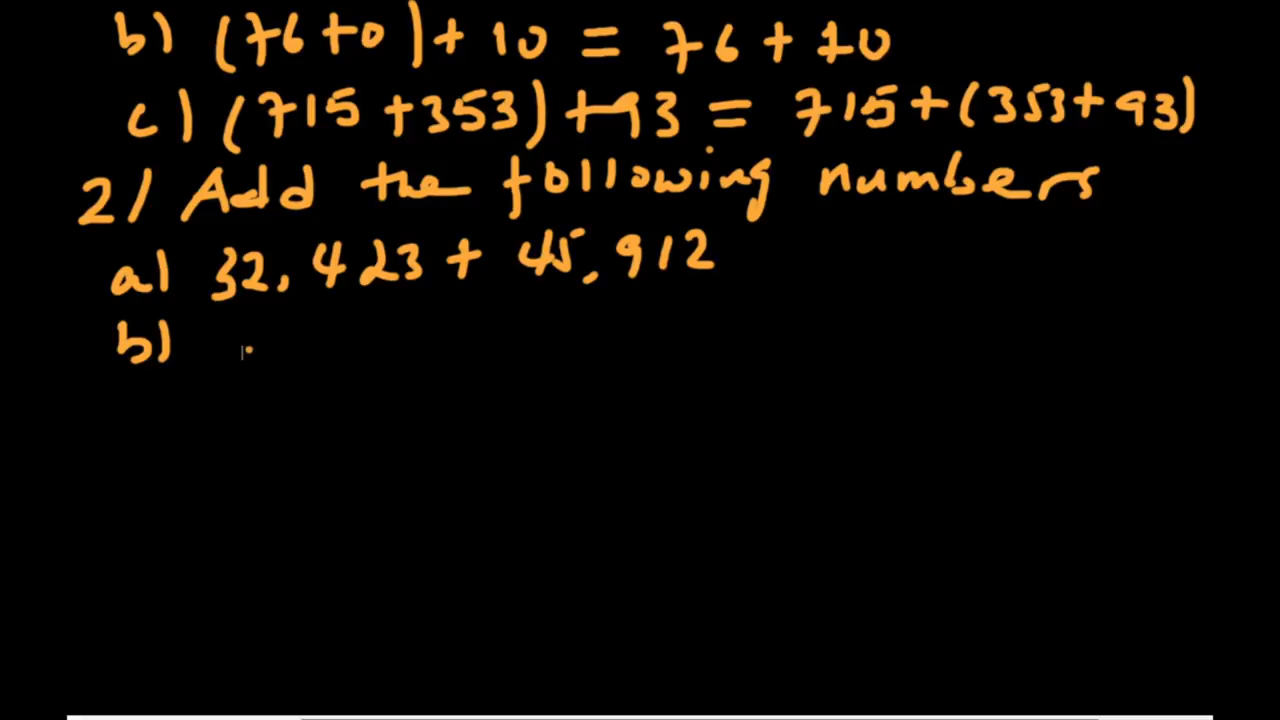 b) (76+0)+10 = 76+10
c) (715+353)+93 = 715+(353+93)
2) Add the following numbers
a) 32,423 + 45,912
b)